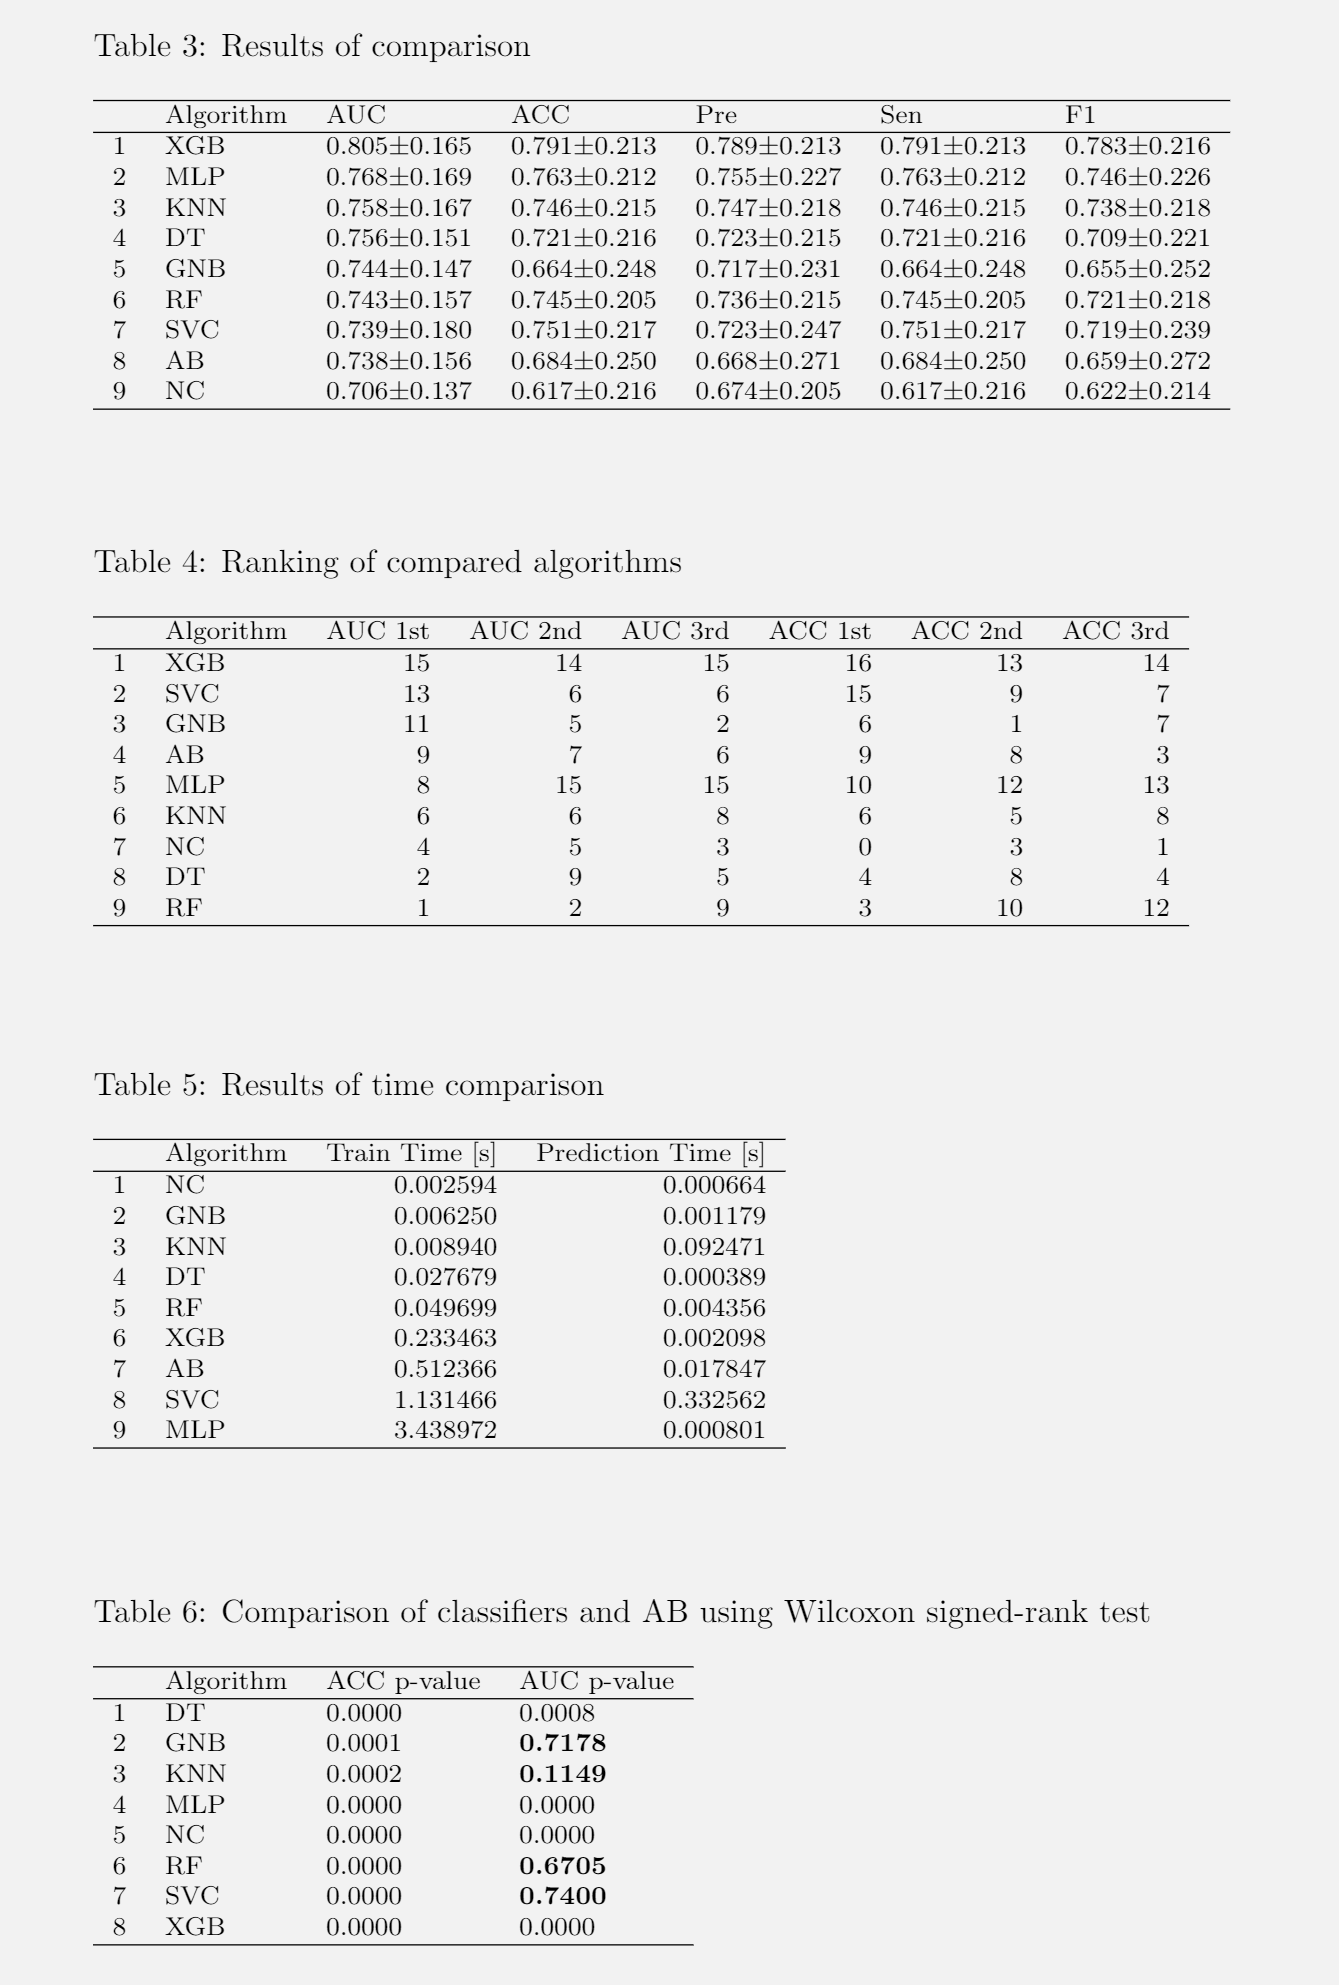 Table 3: Results of comparison
Algorithm AUC ACC Pre Sen F1
1 XGB 0.805±0.165 0.791±0.213 0.789±0.213 0.791±0.213 0.783±0.216
2 MLP 0.768±0.169 0.763±0.212 0.755±0.227 0.763±0.212 0.746±0.226
3 KNN 0.758±0.167 0.746±0.215 0.747±0.218 0.746±0.215 0.738±0.218
4 DT 0.756±0.151 0.721±0.216 0.723±0.215 0.721±0.216 0.709±0.221
5 GNB 0.744±0.147 0.664±0.248 0.717±0.231 0.664±0.248 0.655±0.252
6 RF 0.743±0.157 0.745±0.205 0.736±0.215 0.745±0.205 0.721±0.218
7 SVC 0.739±0.180 0.751±0.217 0.723±0.247 0.751±0.217 0.719±0.239
8 AB 0.738±0.156 0.684±0.250 0.668±0.271 0.684±0.250 0.659±0.272
9 NC 0.706±0.137 0.617±0.216 0.674±0.205 0.617±0.216 0.622±0.214
Table 4: Ranking of compared algorithms
Algorithm AUC 1st AUC 2nd AUC 3rd ACC 1st ACC 2nd ACC 3rd
1 XGB 15 14 15 16 13 14
2 SVC 13 6 6 15 9 7
3 GNB 11 5 2 6 1 7
4 AB 9 7 6 9 8 3
5 MLP 8 15 15 10 12 13
6 KNN 6 6 8 6 5 8
7 NC 4 5 3 0 3 1
8 DT 2 9 5 4 8 4
9 RF 1 2 9 3 10 12
Table 5: Results of time comparison
Algorithm Train Time [s] Prediction Time [s]
1 NC 0.002594 0.000664
2 GNB 0.006250 0.001179
3 KNN 0.008940 0.092471
4 DT 0.027679 0.000389
5 RF 0.049699 0.004356
6 XGB 0.233463 0.002098
7 AB 0.512366 0.017847
8 SVC 1.131466 0.332562
9 MLP 3.438972 0.000801
Table 6: Comparison of classifiers and AB using Wilcoxon signed-rank test
Algorithm ACC p-value AUC p-value
1 DT 0.0000 0.0008
2 GNB 0.0001 0.7178
3 KNN 0.0002 0.1149
4 MLP 0.0000 0.0000
5 NC 0.0000 0.0000
6 RF 0.0000 0.6705
7 SVC 0.0000 0.7400
8 XGB 0.0000 0.0000